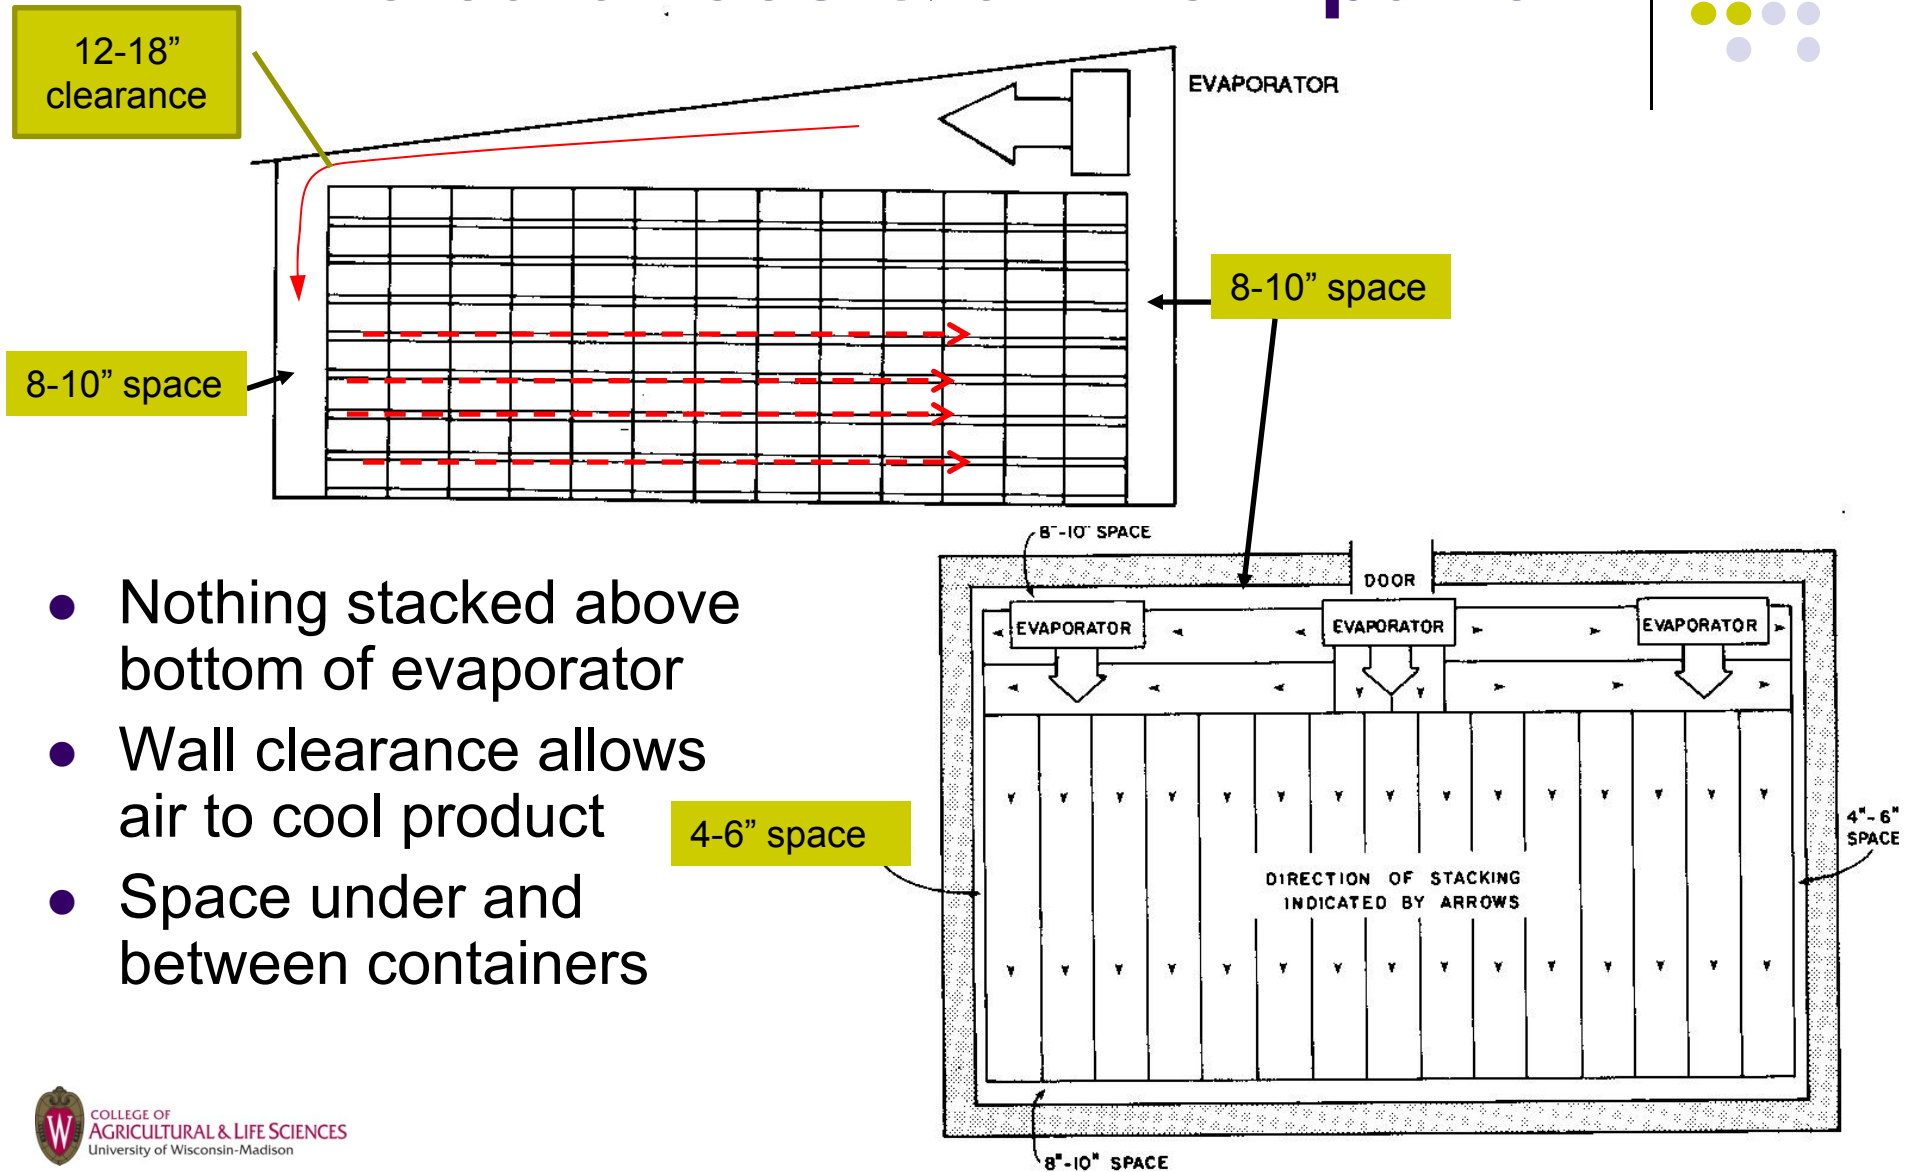 12-18”
clearance
EVAPORATOR
8-10” space
8-10” space
8"-10" SPACE
DOOR
EVAPORATOR
EVAPORATOR
EVAPORATOR
• Nothing stacked above
bottom of evaporator
• Wall clearance allows
air to cool product
• Space under and
between containers
4-6” space
4"-6"
SPACE
DIRECTION OF STACKING
INDICATED BY ARROWS
8"-10" SPACE
W
COLLEGE OF
AGRICULTURAL & LIFE SCIENCES
University of Wisconsin-Madison